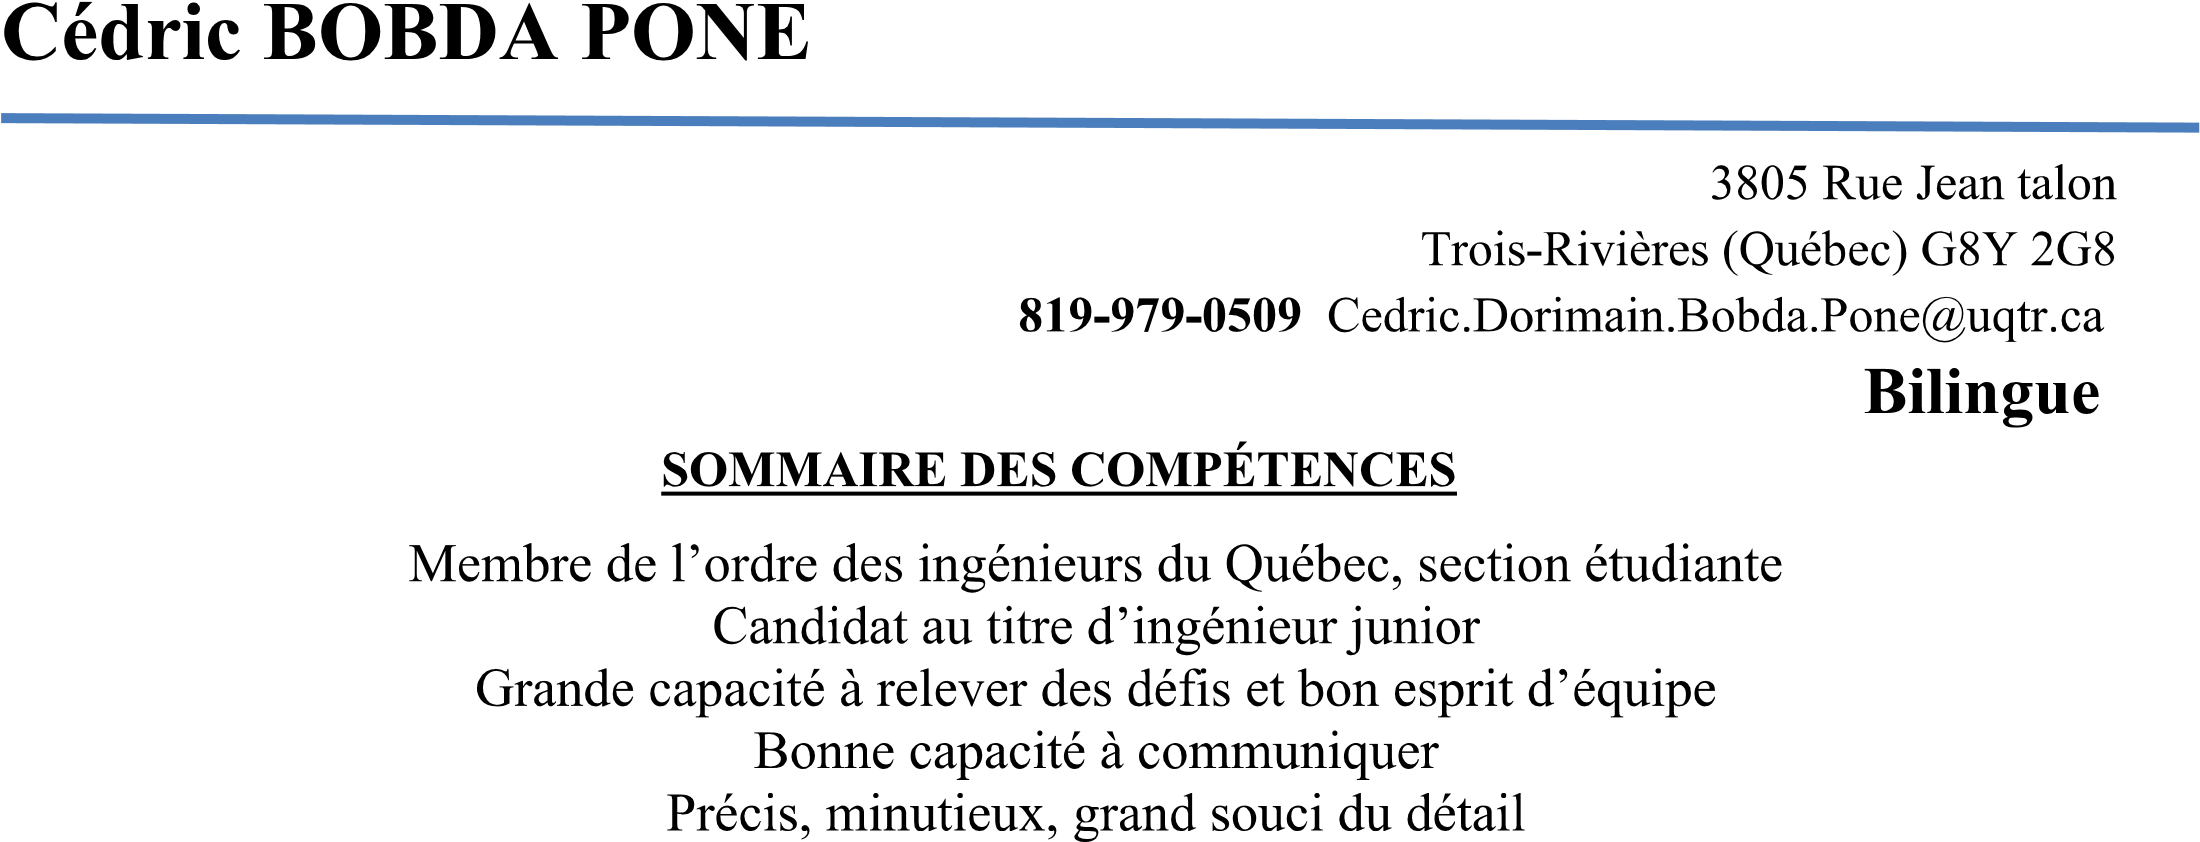 Cédric BOBDA PONE
3805 Rue Jean talon
Trois-Rivières (Québec) G8Y 2G8
819-979-0509  Cedric.Dorimain.Bobda.Pone@uqtr.ca
Bilingue
SOMMAIRE DES COMPÉTENCES
Membre de l’ordre des ingénieurs du Québec, section étudiante
Candidat au titre d’ingénieur junior
Grande capacité à relever des défis et bon esprit d’équipe
Bonne capacité à communiquer
Précis, minutieux, grand souci du détail